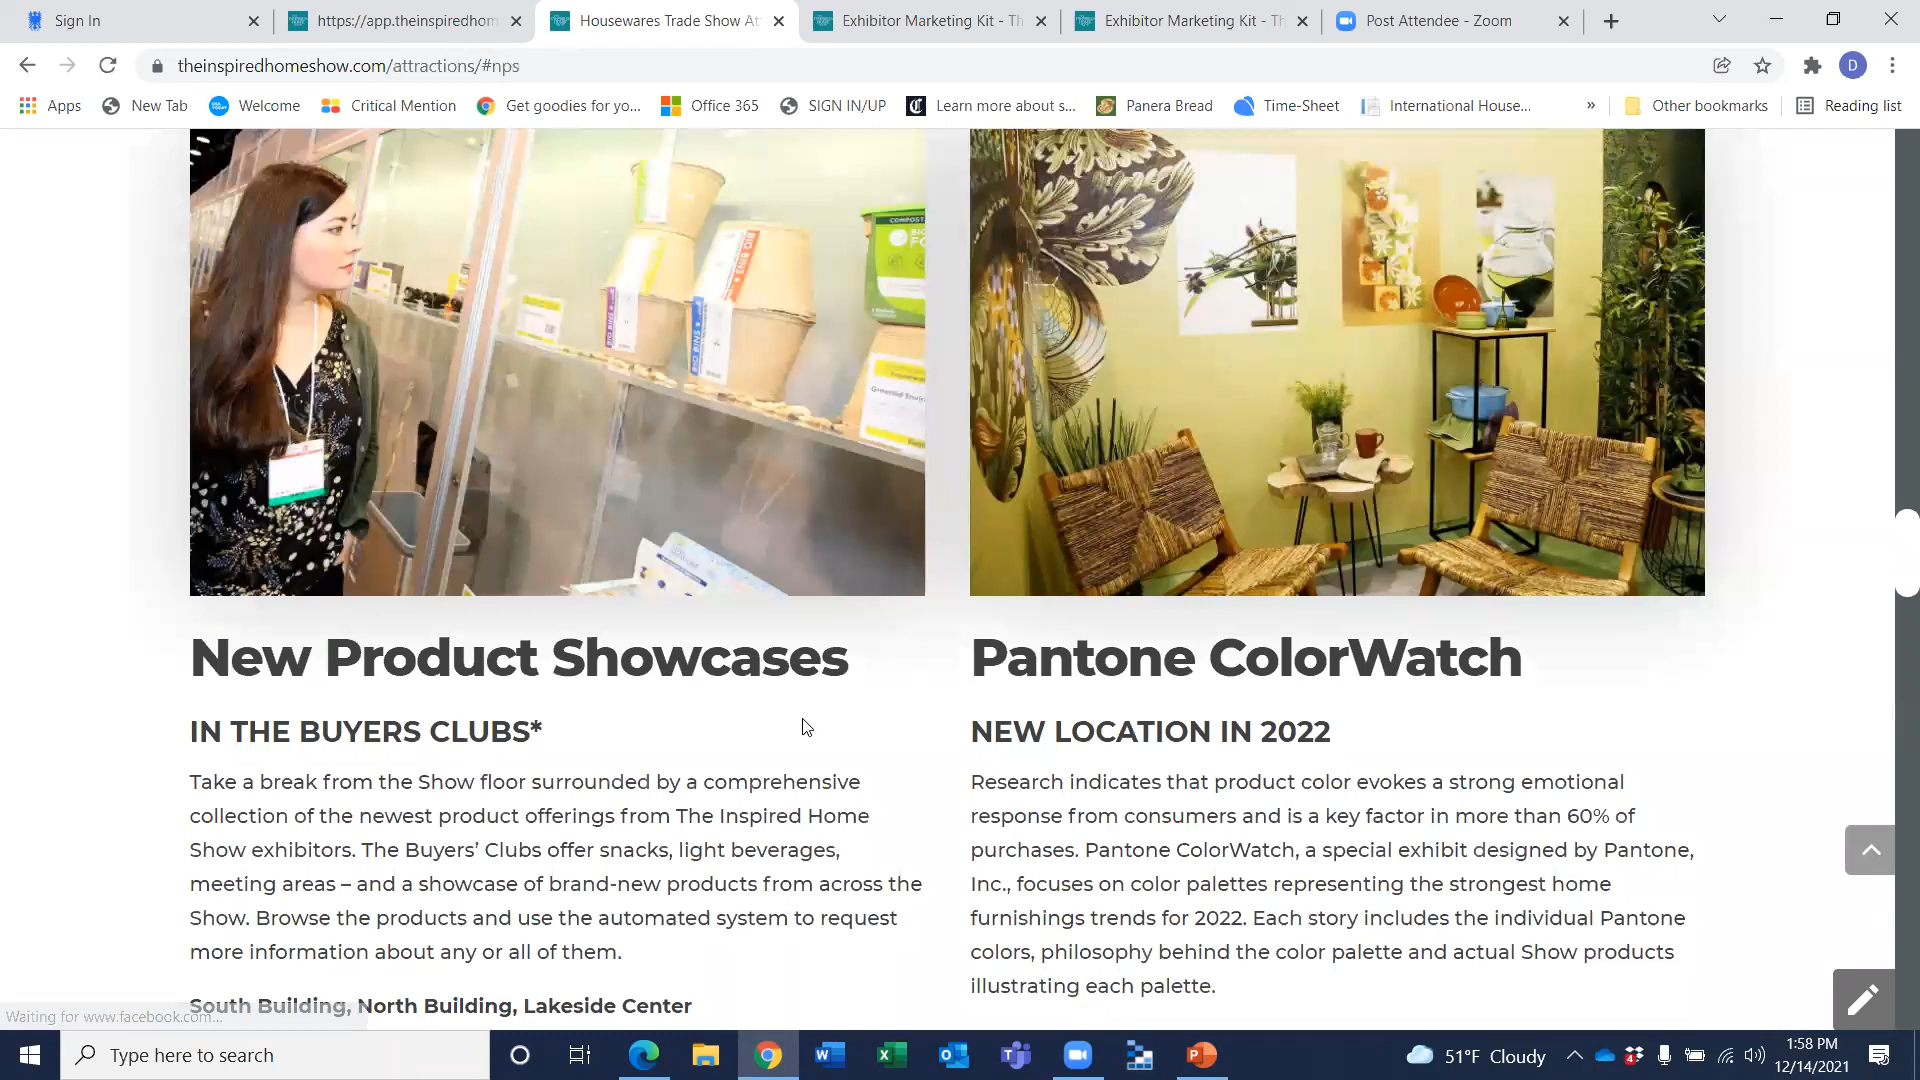 Sign In
https://app.theinspiredhom
Housewares Trade Show At
Exhibitor Marketing Kit - Th
Exhibitor Marketing Kit - Th
Post Attendee - Zoom
theinspiredhomeshow.com/attractions/#nps
D
Apps
New Tab
Welcome
Critical Mention
Get goodies for yo...
Office 365
SIGN IN/UP
Learn more about s...
Panera Bread
Time-Sheet
International House...
»
Other bookmarks
Reading list
BIG BINS
BIG BINS
BIG BINS
COMPOST
New Product Showcases
IN THE BUYERS CLUBS*
Take a break from the Show floor surrounded by a comprehensive
collection of the newest product offerings from The Inspired Home
Show exhibitors. The Buyers’ Clubs offer snacks, light beverages,
meeting areas – and a showcase of brand-new products from across the
Show. Browse the products and use the automated system to request
more information about any or all of them.
South Building, North Building, Lakeside Center
Pantone ColorWatch
NEW LOCATION IN 2022
Research indicates that product color evokes a strong emotional
response from consumers and is a key factor in more than 60% of
purchases. Pantone ColorWatch, a special exhibit designed by Pantone,
Inc., focuses on color palettes representing the strongest home
furnishings trends for 2022. Each story includes the individual Pantone
colors, philosophy behind the color palette and actual Show products
illustrating each palette.
Waiting for www.facebook.com...
Type here to search
51°F Cloudy
4
1:58 PM
12/14/2021